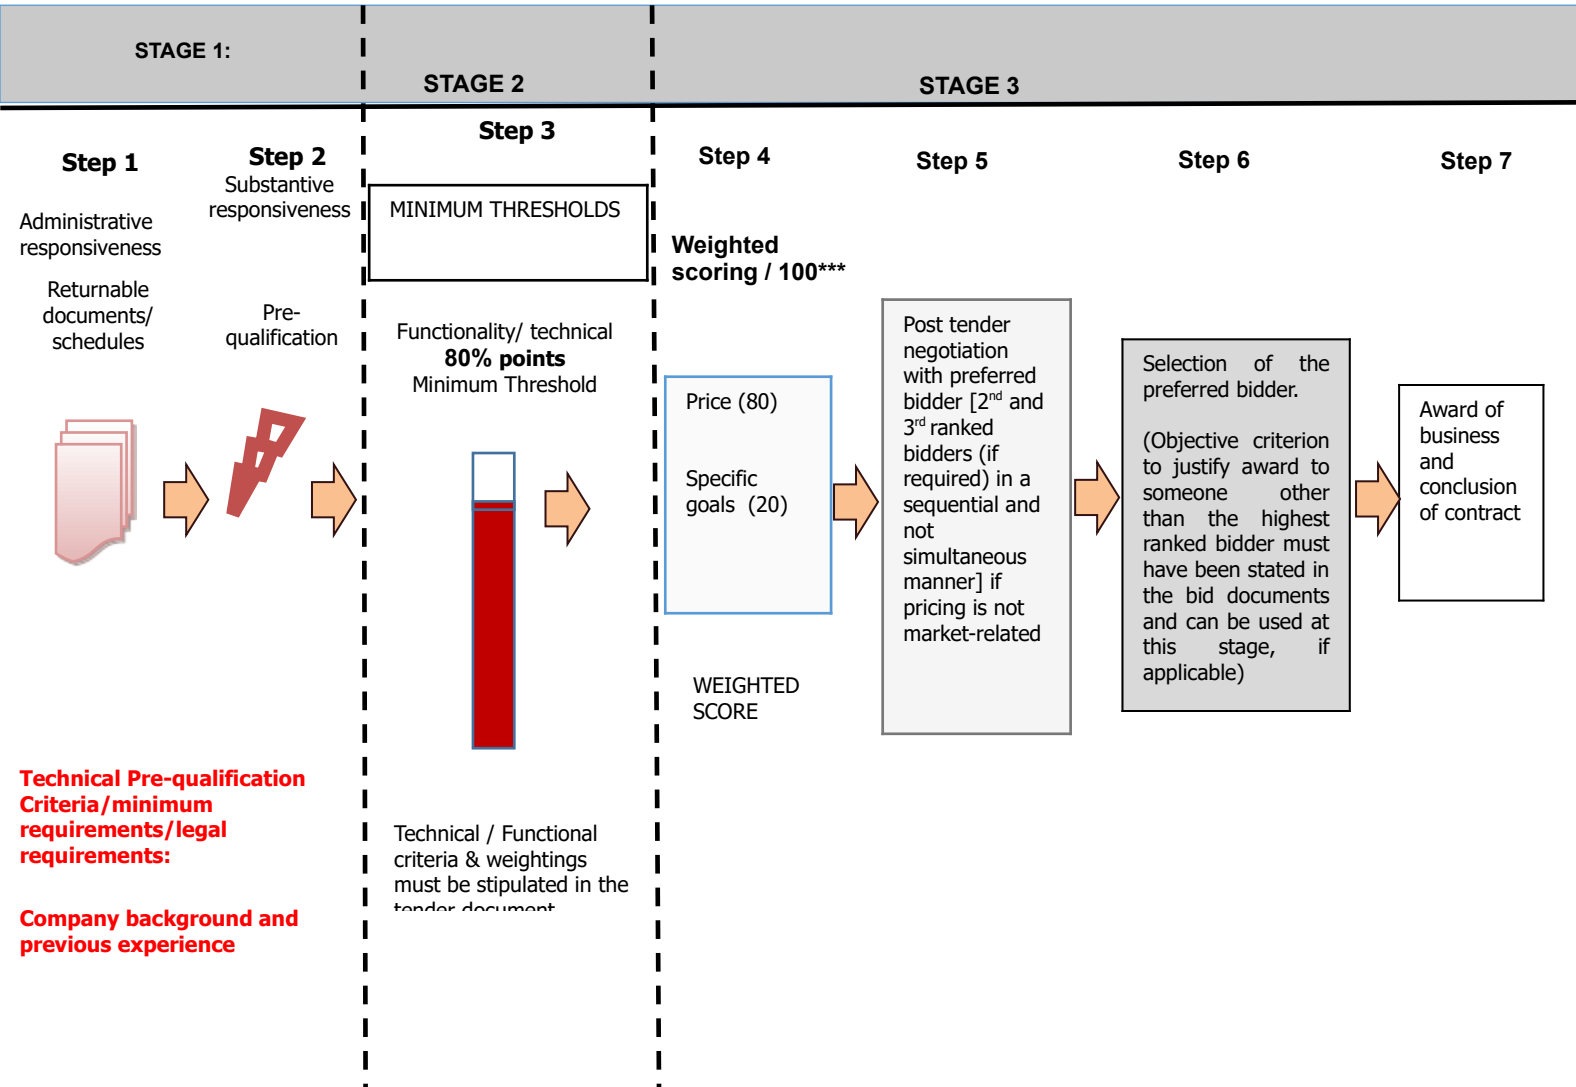 STAGE 1:
STAGE 2
STAGE 3
Step 1
Administrative
responsiveness
Returnable
documents/
schedules
Step 2
Substantive
responsiveness
Pre-
qualification
Technical Pre-qualification
Criteria/minimum
requirements/legal
requirements:
Company background and
previous experience
Step 3
MINIMUM THRESHOLDS
Functionality/ technical
80% points
Minimum Threshold
Technical / Functional
criteria & weightings
must be stipulated in the
tender document
Step 4
Weighted
scoring / 100***
Price (80)
Specific
goals (20)
WEIGHTED
SCORE
Step 5
Post tender
negotiation
with preferred
bidder [2nd and
3rd ranked
bidders (if
required) in a
sequential and
not
simultaneous
manner] if
pricing is not
market-related
Step 6
Selection of the
preferred bidder.
(Objective criterion
to justify award to
someone other
than the highest
ranked bidder must
have been stated in
the bid documents
and can be used at
this stage, if
applicable)
Step 7
Award of
business
and
conclusion
of contract